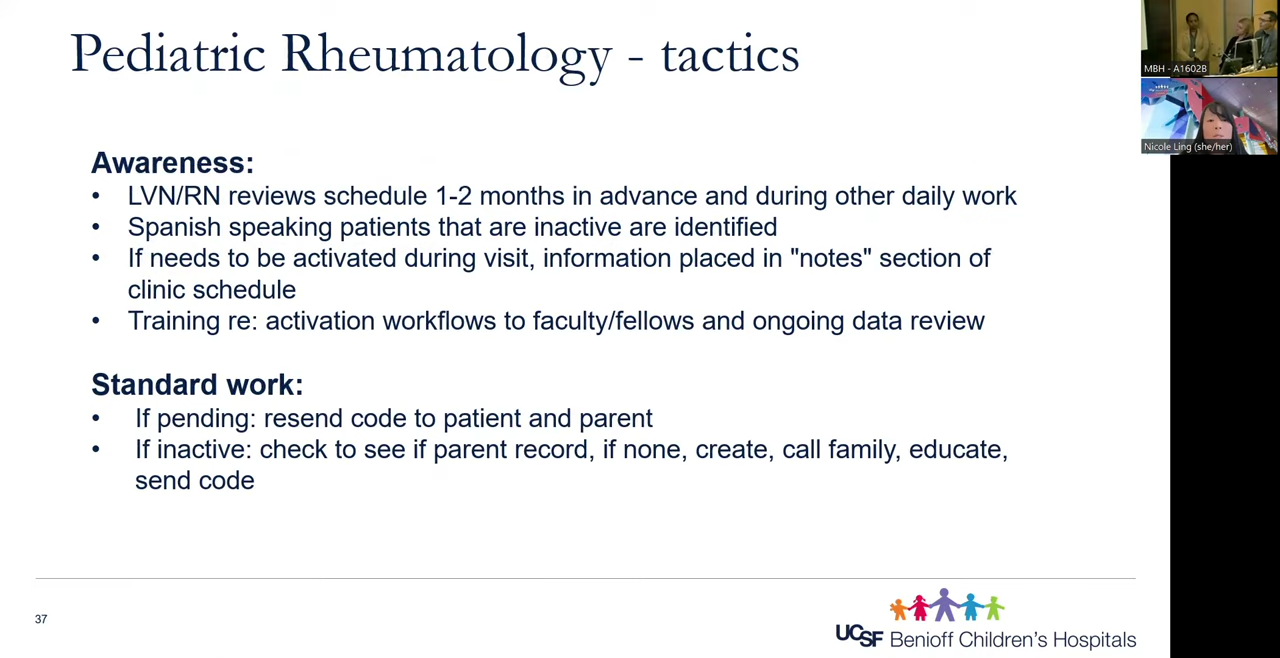 Pediatric Rheumatology - tactics
MBH - A1602B
Nicole Ling (she/her)
Awareness:
• LVN/RN reviews schedule 1-2 months in advance and during other daily work
• Spanish speaking patients that are inactive are identified
• If needs to be activated during visit, information placed in "notes" section of
clinic schedule
• Training re: activation workflows to faculty/fellows and ongoing data review
Standard work:
• If pending: resend code to patient and parent
• If inactive: check to see if parent record, if none, create, call family, educate,
send code
37
UCSF Benioff Children's Hospitals